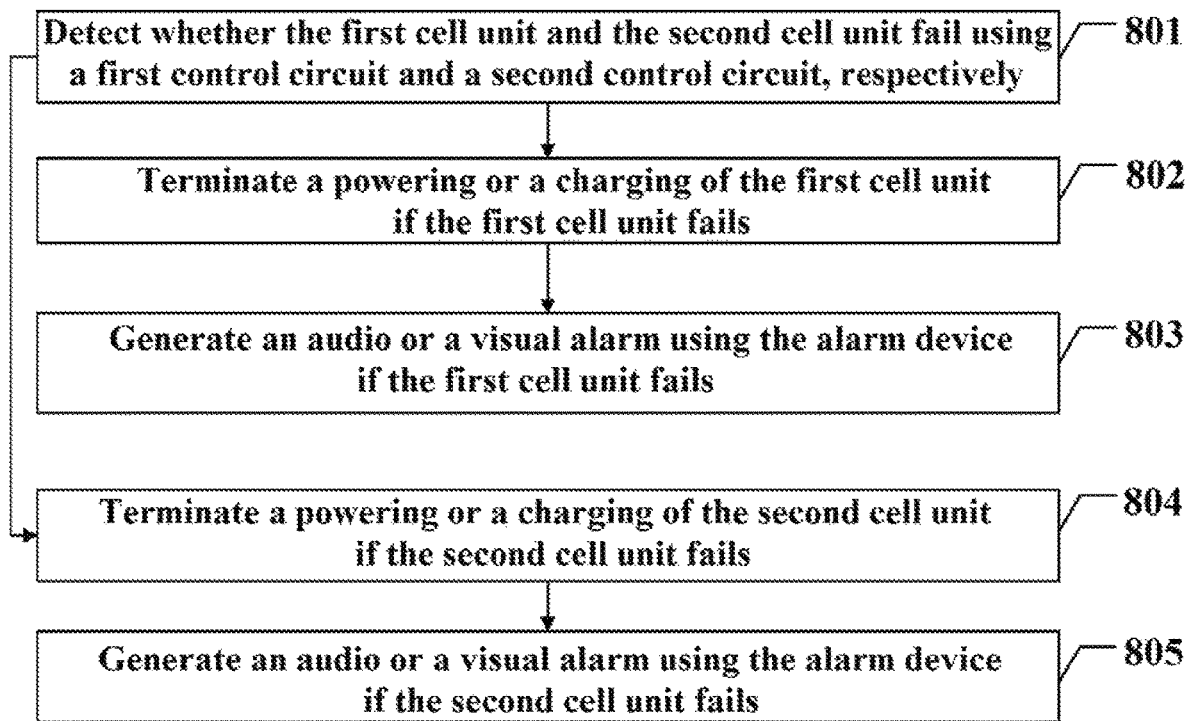 Detect whether the first cell unit and the second cell unit fail using
a first control circuit and a second control circuit, respectively
801
Terminate a powering or a charging of the first cell unit
if the first cell unit fails
802
Generate an audio or a visual alarm using the alarm device
if the first cell unit fails
803
Terminate a powering or a charging of the second cell unit
if the second cell unit fails
804
Generate an audio or a visual alarm using the alarm device
if the second cell unit fails
805